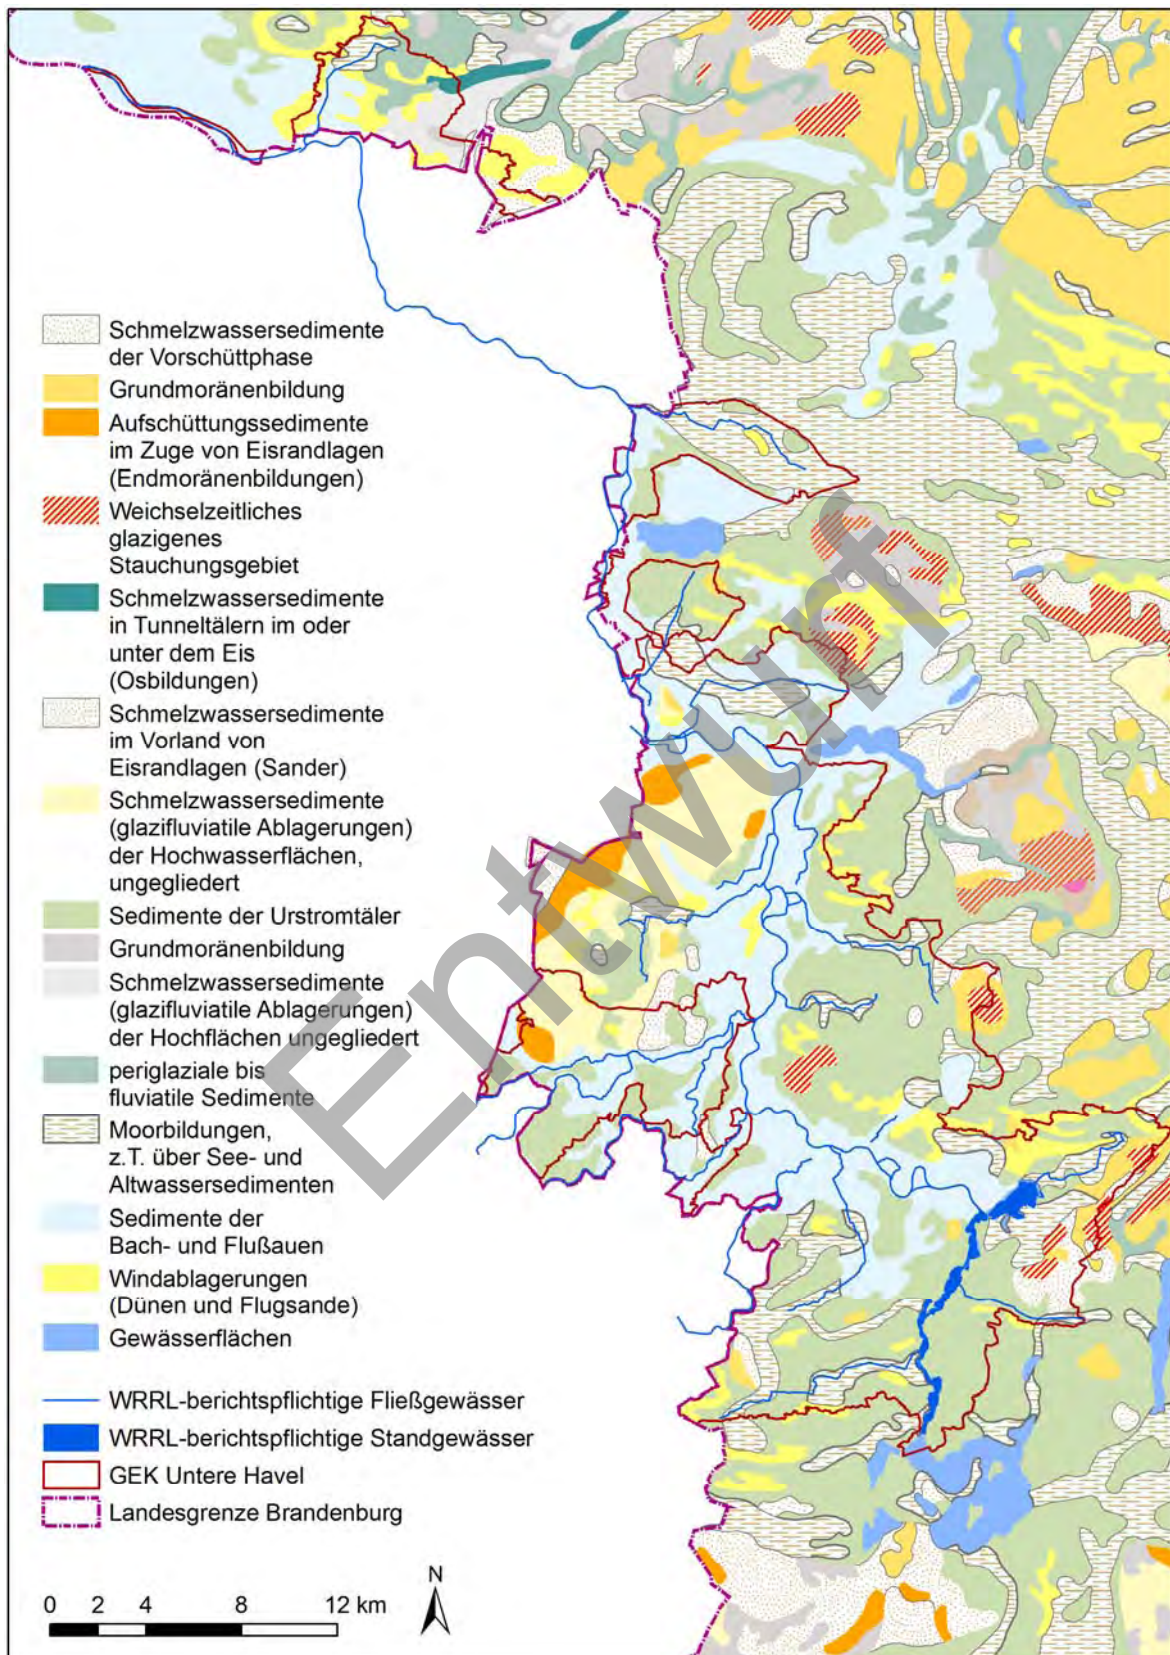 Schmelzwassersedimente
der Vorschüttphase
Grundmoränenbildung
Aufschüttungssedimente
im Zuge von Eisrandlagen
(Endmoränenbildungen)
Weichselzeitliches
glazigenes
Stauchungsgebiet
Schmelzwassersedimente
in Tunneltälern im oder
unter dem Eis
(Osbildungen)
Schmelzwassersedimente
im Vorland von
Eisrandlagen (Sander)
Schmelzwassersedimente
(glazifluviatile Ablagerungen)
der Hochwasserflächen,
ungegliedert
Sedimente der Urstromtäler
Grundmoränenbildung
Schmelzwassersedimente
(glazifluviatile Ablagerungen)
der Hochflächen ungegliedert
periglaziale bis
fluviatile Sedimente
Moorbildungen,
z.T. über See- und
Altwassersedimenten
Sedimente der
Bach- und Flußauen
Windablagerungen
(Dünen und Flugsande)
Gewässerflächen
WRRL-berichtspflichtige Fließgewässer
WRRL-berichtspflichtige Standgewässer
GEK Untere Havel
Landesgrenze Brandenburg
0 2 4 8 12 km
N
Entwurf